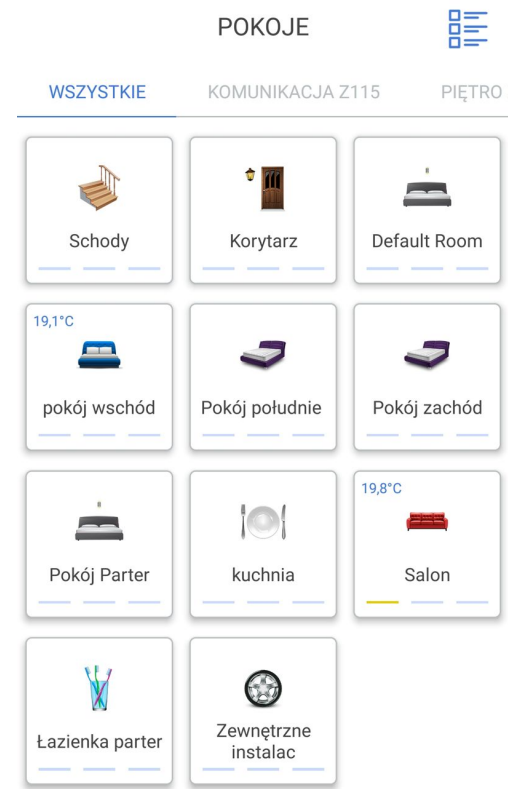 POKOJE
WSZYSTKIE KOMUNIKACJA Z115 PIĘTRO
Schody Korytarz Default Room
19,1°C
pokój wschód Pokój południe Pokój zachód
19,8°C
Pokój Parter kuchnia Salon
Łazienka parter Zewnętrzne
instalac